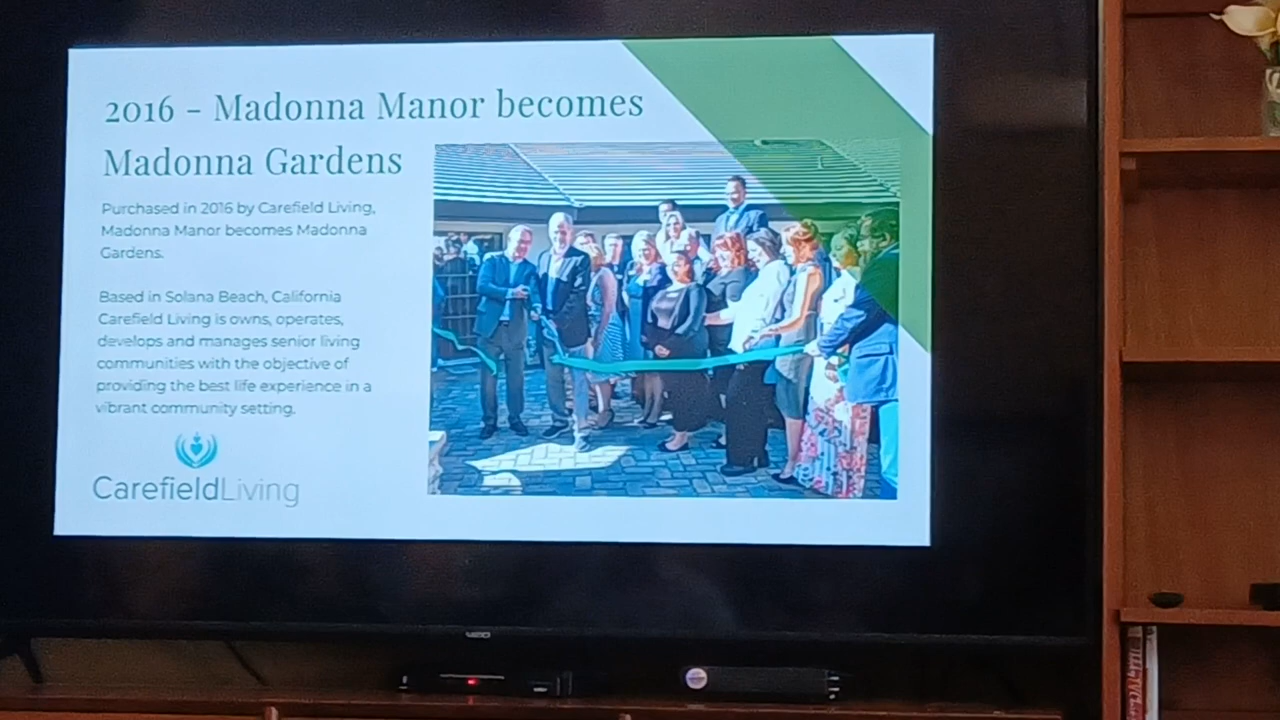 2016 - Madonna Manor becomes
Madonna Gardens
Purchased in 2016 by Carefield Living,
Madonna Manor becomes Madonna
Gardens.
Based in Solana Beach, California
Carefield Living is owns, operates,
develops and manages senior living
communities with the objective of
providing the best life experience in a
vibrant community setting.
CarefieldLiving